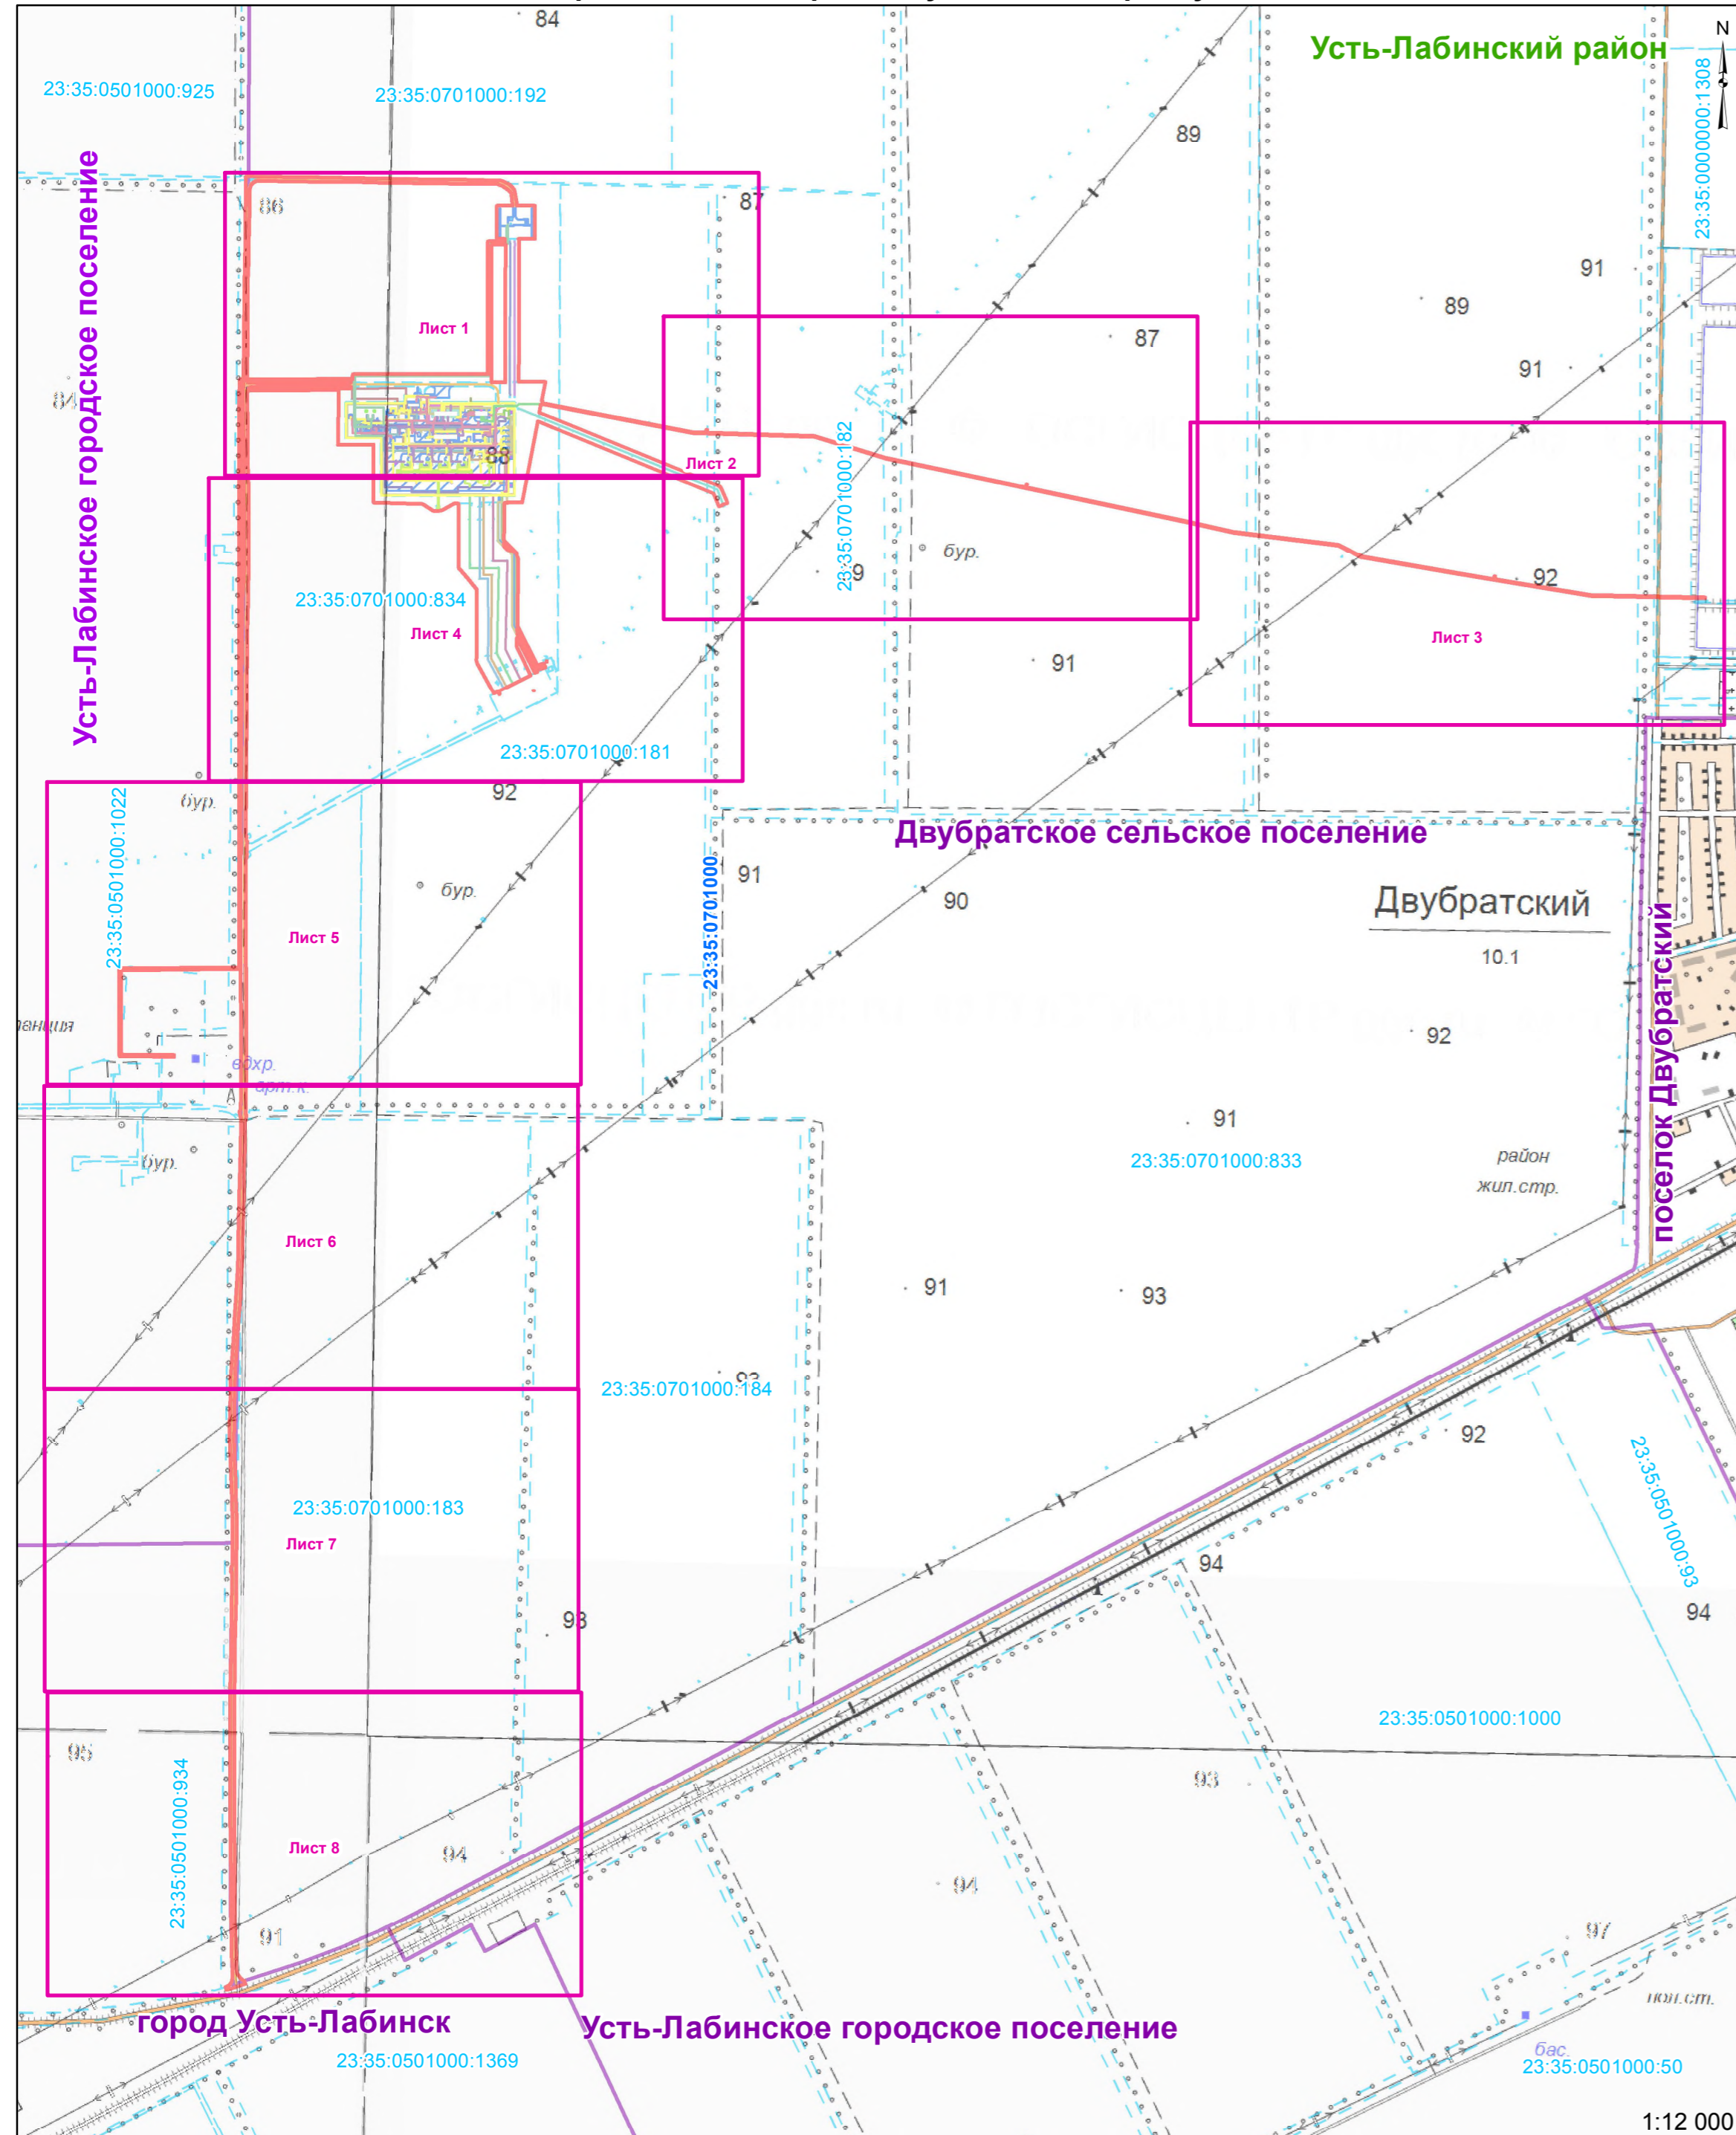 84
Усть-Лабинский район
N
23:35:0501000:925
23:35:0701000:192
23:35:0000000:1308
89
Усть-Лабинское городское поселение
86
87
91
89
Лист 1
87
91
84
88
Лист 2
23:35:0701000:182
89
бур.
92
23:35:0701000:834
Лист 4
Лист 3
91
23:35:0701000:181
92
бур.
23:35:0501000:1022
Двубратское сельское поселение
91
бур.
90
23:35:0701000
Двубратский
10.1
Лист 5
поселок Двубратский
анция
92
вдхр.
арт.к.
А
91
бур.
23:35:0701000:833
район
жил.стр.
Лист 6
91
93
93
23:35:0701000:184
92
23:35:0501000:93
23:35:0701000:183
Лист 7
94
93
94
23:35:0501000:1000
95
23:35:0501000:934
93
Лист 8
94
94
91
97
пол.ст.
город Усть-Лабинск
Усть-Лабинское городское поселение
бас.
23:35:0501000:1369
23:35:0501000:50
1:12 000